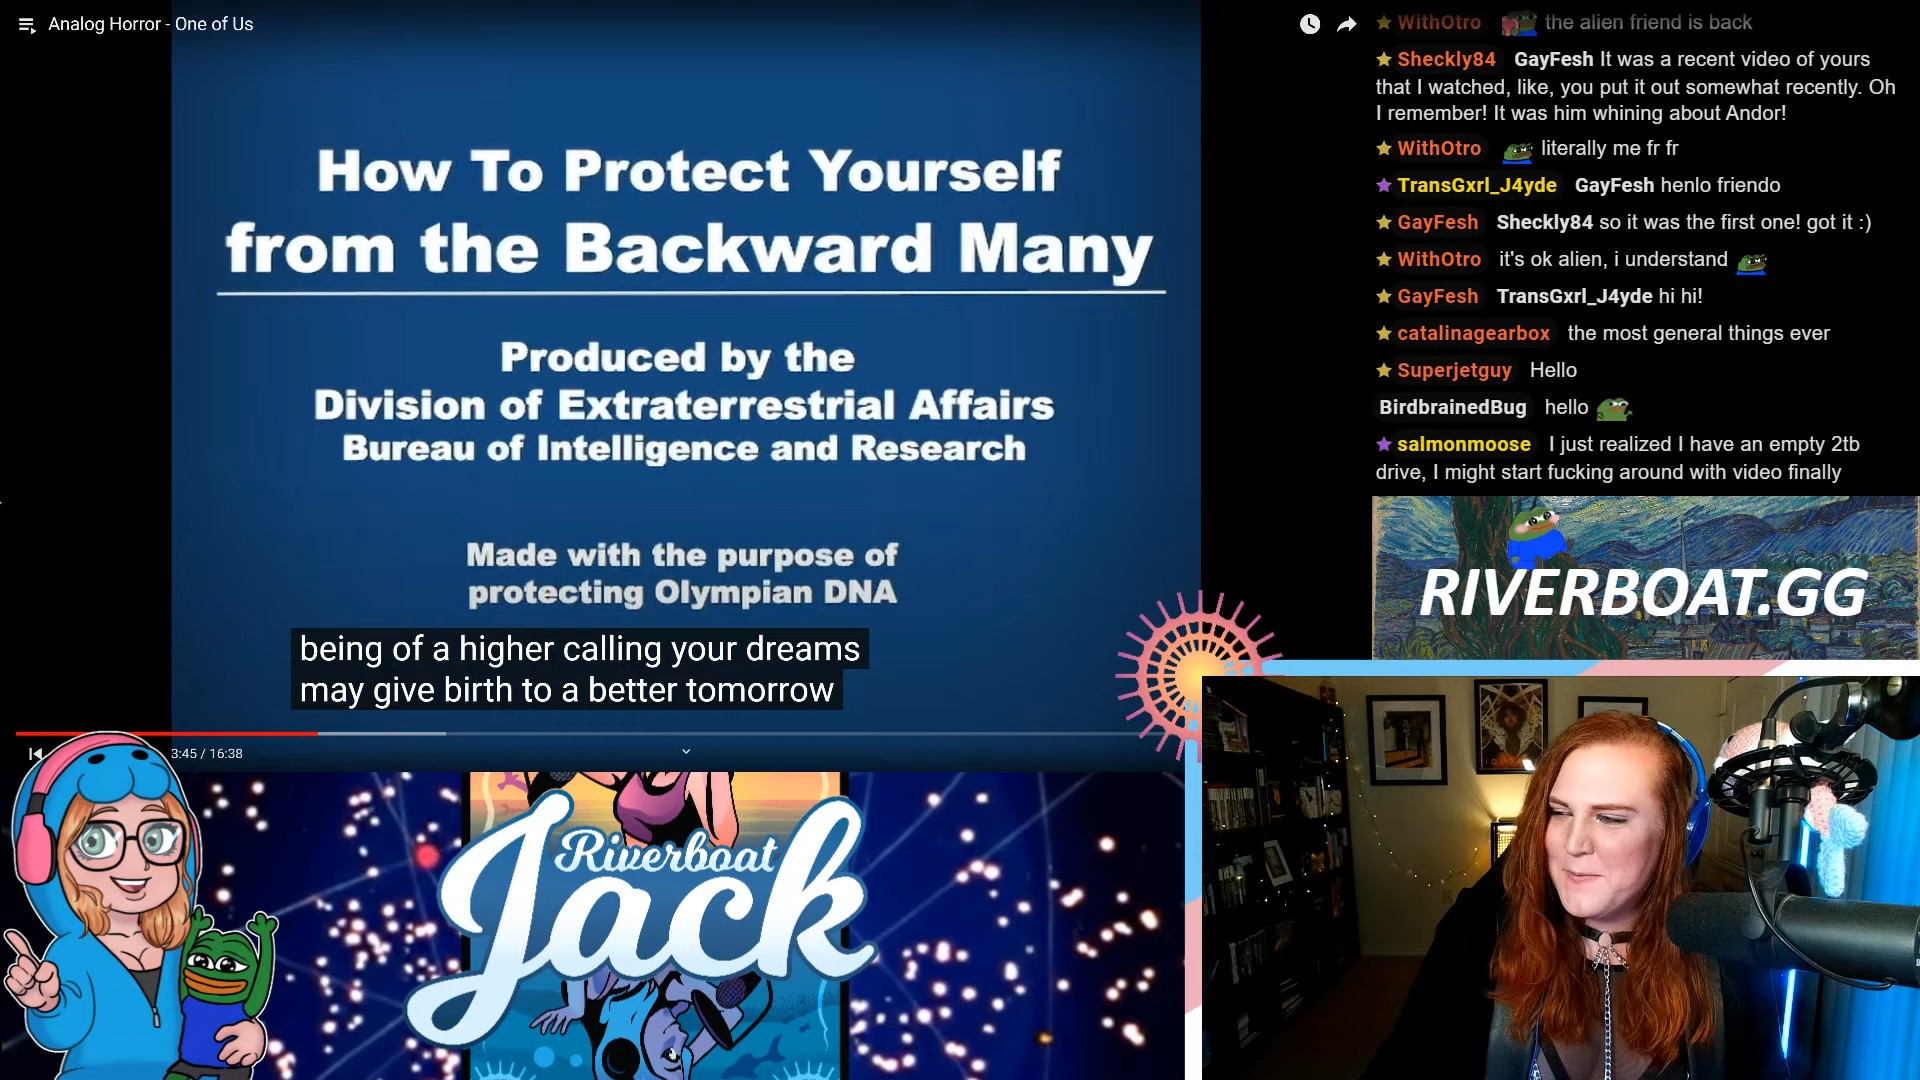 Analog Horror - One of Us
How To Protect Yourself
from the Backward Many
Produced by the
Division of Extraterrestrial Affairs
Bureau of Intelligence and Research
Made with the purpose of
protecting Olympian DNA
being of a higher calling your dreams
may give birth to a better tomorrow
3:45 / 16:38
WithOtro the alien friend is back
Sheckly84 GayFesh It was a recent video of yours
that I watched, like, you put it out somewhat recently. Oh
I remember! It was him whining about Andor!
WithOtro literally me fr fr
TransGxrl_J4yde GayFesh henlo friendo
GayFesh Sheckly84 so it was the first one! got it :)
WithOtro it's ok alien, i understand
GayFesh TransGxrl_J4yde hi hi!
catalinagearbox the most general things ever
Superjetguy Hello
BirdbrainedBug hello
salmonmoose I just realized I have an empty 2tb
drive, I might start fucking around with video finally
RIVERBOAT.GG
Riverboat
Jack